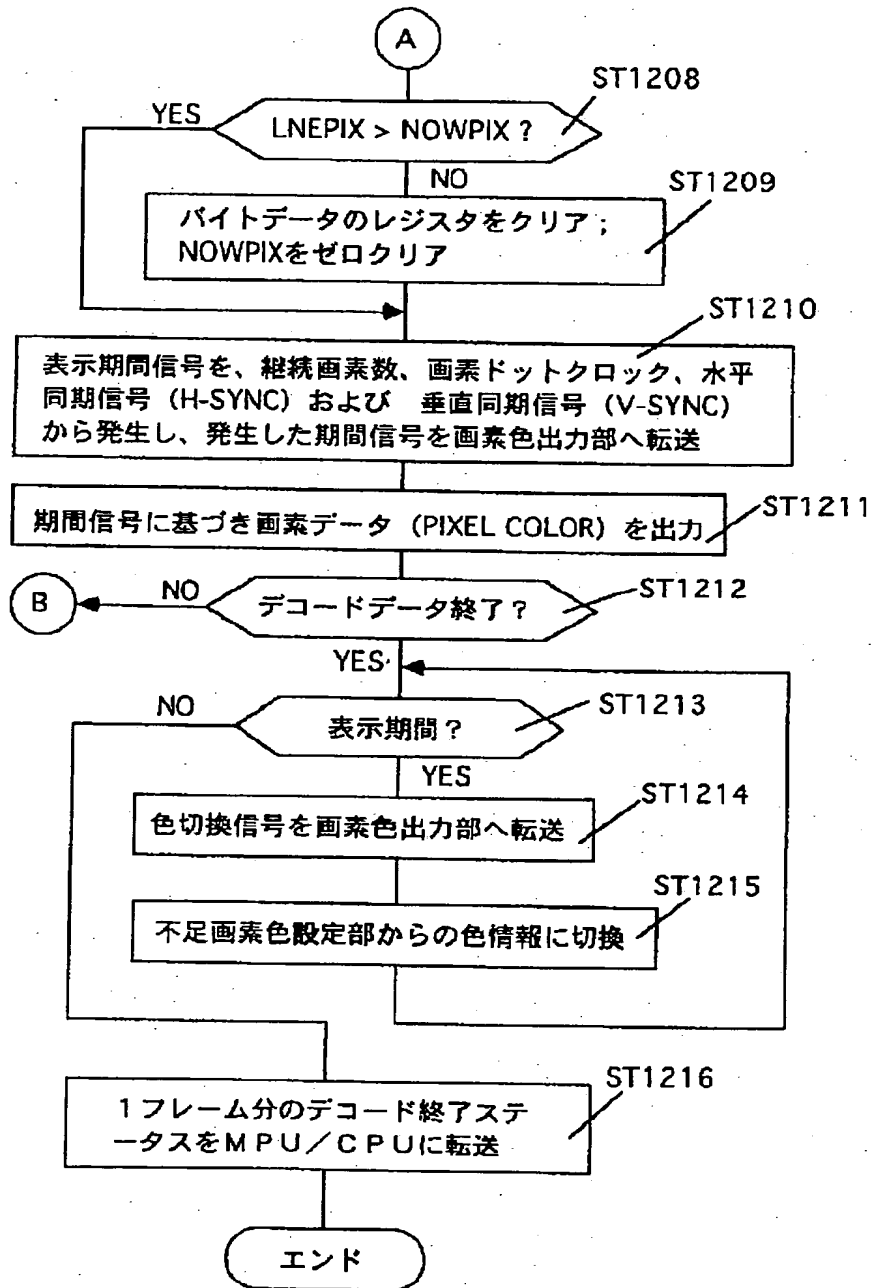 A
ST1208
YES
LNEPIX > NOWPIX ?
NO
ST1209
バイトデータのレジスタをクリア；
NOWPIXをゼロクリア
ST1210
表示期間信号を、継続画素数、画素ドットクロック、水平
同期信号（H-SYNC）および 垂直同期信号（V-SYNC）
から発生し、発生した期間信号を画素色出力部へ転送
ST1211
期間信号に基づき画素データ（PIXEL COLOR）を出力
B
NO
デコードデータ終了？
ST1212
YES
NO
表示期間？
ST1213
YES
ST1214
色切換信号を画素色出力部へ転送
ST1215
不足画素色設定部からの色情報に切換
ST1216
１フレーム分のデコード終了ステ
ータスをＭＰＵ／ＣＰＵに転送
エンド